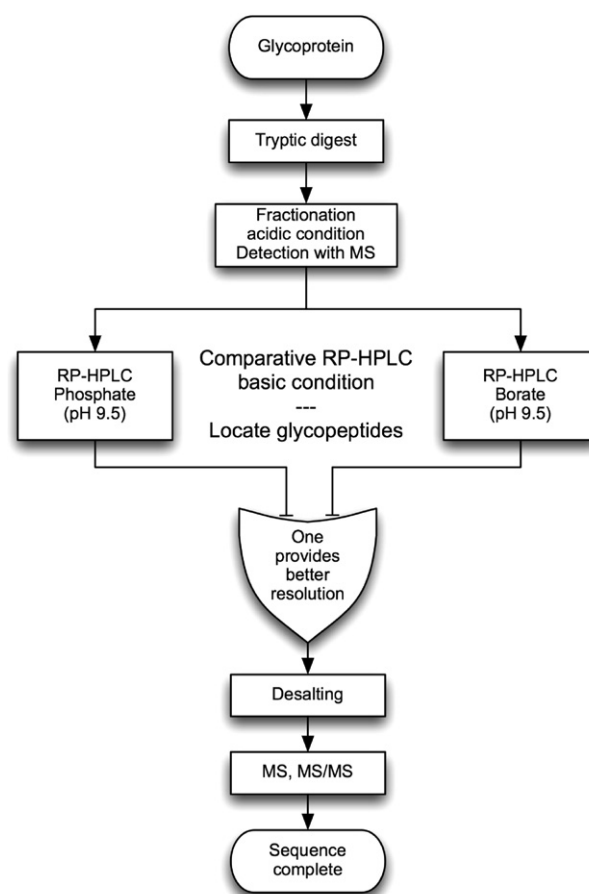 Glycoprotein
Tryptic digest
Fractionation
acidic condition
Detection with MS
RP-HPLC
Phosphate
(pH 9.5)
Comparative RP-HPLC
basic condition
---
Locate glycopeptides
RP-HPLC
Borate
(pH 9.5)
One
provides
better
resolution
Desalting
MS, MS/MS
Sequence
complete